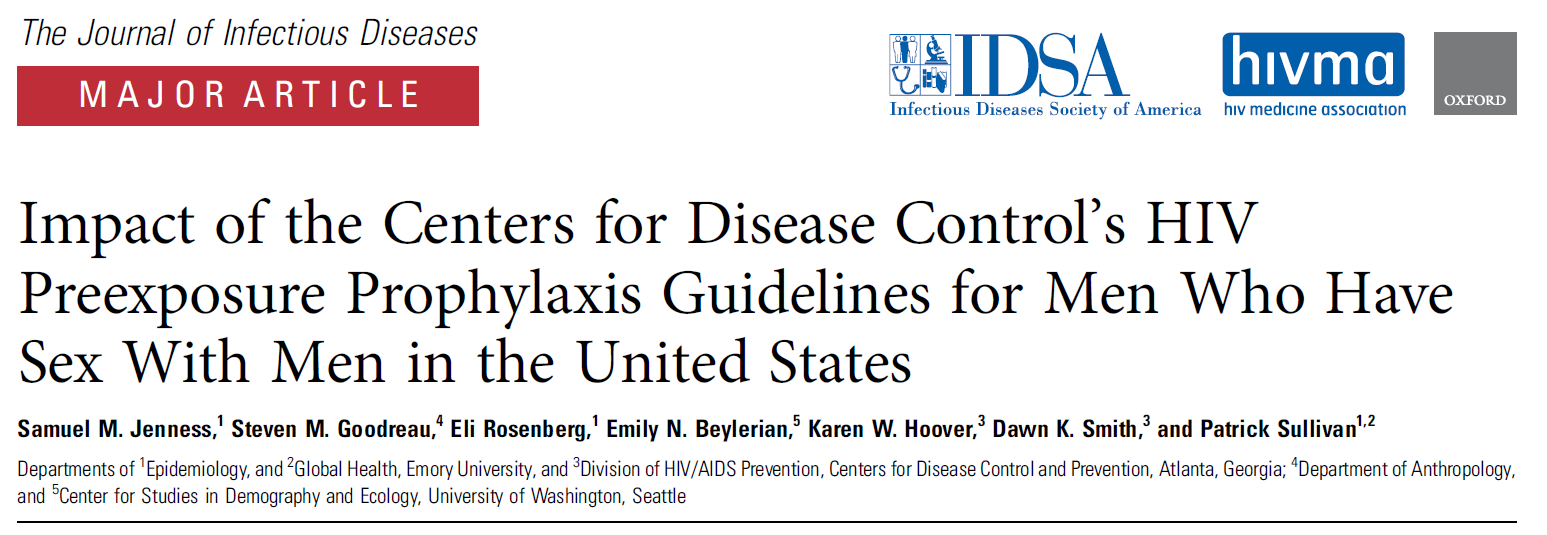 The Journal of Infectious Diseases
MAJOR ARTICLE
IDSA
Infectious Diseases Society of America
hivma
hiv medicine association
OXFORD
Impact of the Centers for Disease Control’s HIV
Preexposure Prophylaxis Guidelines for Men Who Have
Sex With Men in the United States
Samuel M. Jenness,¹ Steven M. Goodreau,⁴ Eli Rosenberg,¹ Emily N. Beylerian,⁵ Karen W. Hoover,³ Dawn K. Smith,³ and Patrick Sullivan¹,²
Departments of ¹Epidemiology, and ²Global Health, Emory University, and ³Division of HIV/AIDS Prevention, Centers for Disease Control and Prevention, Atlanta, Georgia; ⁴Department of Anthropology,
and ⁵Center for Studies in Demography and Ecology, University of Washington, Seattle